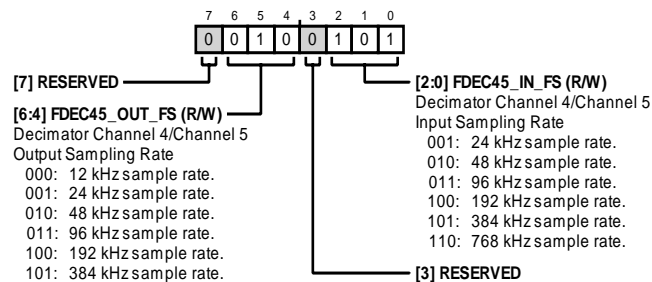 7 6 5 4 3 2 1 0
0 0 1 0 0 1 0 1
[7] RESERVED
[6:4] FDEC45_OUT_FS (R/W)
Decimator Channel 4/Channel 5
Output Sampling Rate
000: 12 kHz sample rate.
001: 24 kHz sample rate.
010: 48 kHz sample rate.
011: 96 kHz sample rate.
100: 192 kHz sample rate.
101: 384 kHz sample rate.
[2:0] FDEC45_IN_FS (R/W)
Decimator Channel 4/Channel 5
Input Sampling Rate
001: 24 kHz sample rate.
010: 48 kHz sample rate.
011: 96 kHz sample rate.
100: 192 kHz sample rate.
101: 384 kHz sample rate.
110: 768 kHz sample rate.
[3] RESERVED